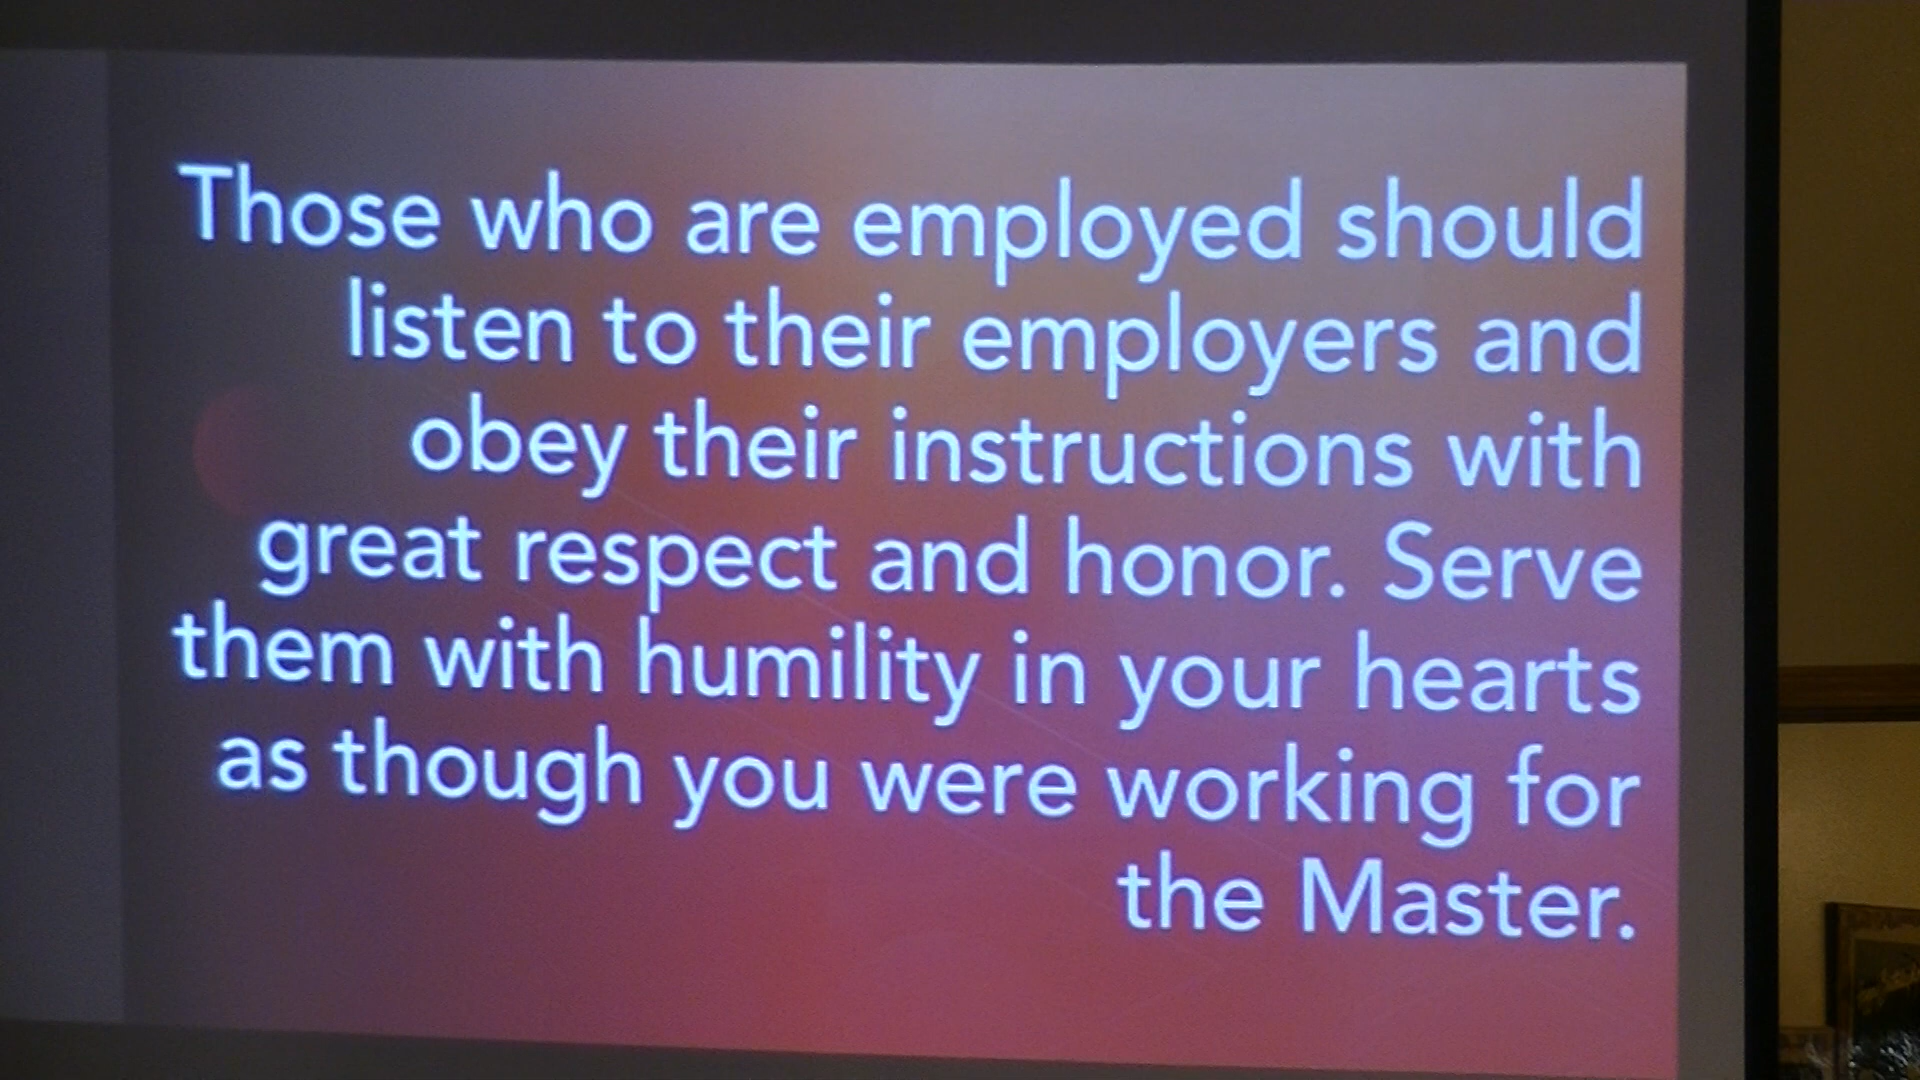 Those who are employed should
listen to their employers and
obey their instructions with
great respect and honor. Serve
them with humility in your hearts
as though you were working for
the Master.